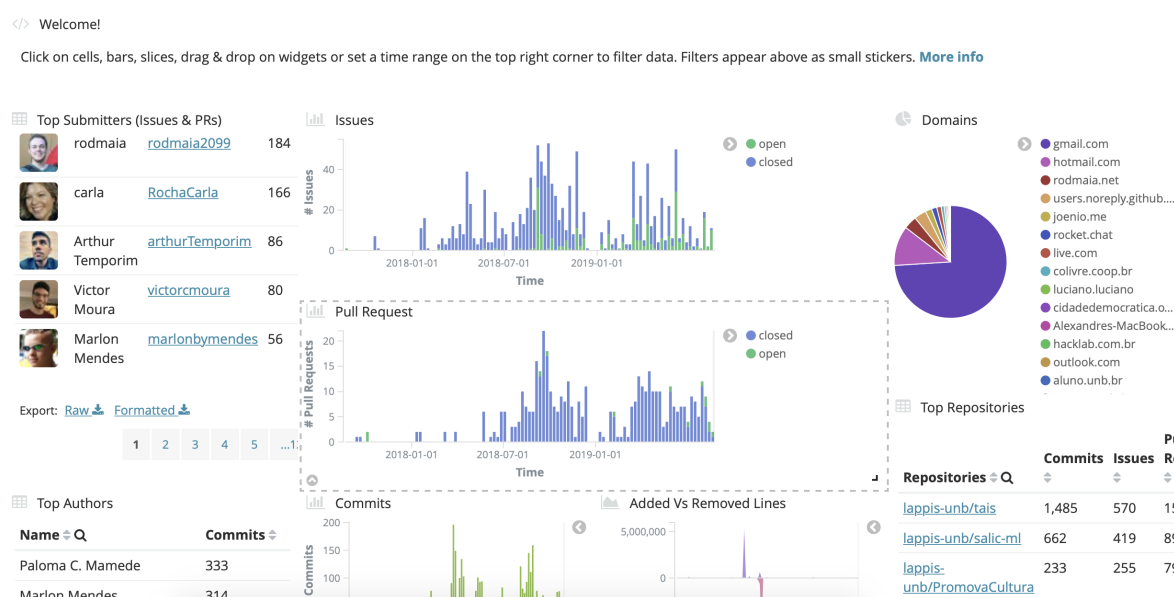 </> Welcome!
Click on cells, bars, slices, drag & drop on widgets or set a time range on the top right corner to filter data. Filters appear above as small stickers. More info
Top Submitters (Issues & PRs)
rodmaia rodmaia2099 184
carla RochaCarla 166
Arthur Temporim arthurTemporim 86
Victor Moura victorcmoura 80
Marlon Mendes marlonbymendes 56
Export: Raw Formatted
1 2 3 4 5 ...1
Issues
# Issues
40
20
0
2018-01-01 2018-07-01 2019-01-01
Time
open
closed
Pull Request
# Pull Requests
20
15
10
5
0
2018-01-01 2018-07-01 2019-01-01
Time
closed
open
Domains
gmail.com
hotmail.com
rodmaia.net
users.noreply.github....
joenio.me
rocket.chat
live.com
colivre.coop.br
luciano.luciano
cidadedemocratica.o...
Alexandres-MacBook...
hacklab.com.br
outlook.com
aluno.unb.br
Top Repositories
Repositories Commits Issues
lappis-unb/tais 1,485 570 15
lappis-unb/salic-ml 662 419 89
lappis-unb/PromovaCultura 233 255 79
Top Authors
Name Commits
Paloma C. Mamede 333
Marlon Mendes 314
Commits
Commits
200
150
100
Added Vs Removed Lines
5,000,000
0